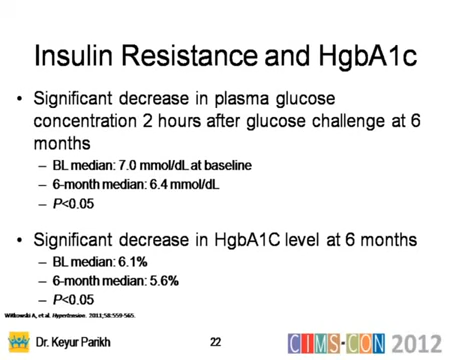 Insulin Resistance and HgbA1c
• Significant decrease in plasma glucose
concentration 2 hours after glucose challenge at 6
months
– BL median: 7.0 mmol/dL at baseline
– 6-month median: 6.4 mmol/dL
– P<0.05
• Significant decrease in HgbA1C level at 6 months
– BL median: 6.1%
– 6-month median: 5.6%
– P<0.05
Witkowski A, et al. Hypertension. 2011;58:559-565.
Dr. Keyur Parikh
22
CIMS-CON 2012